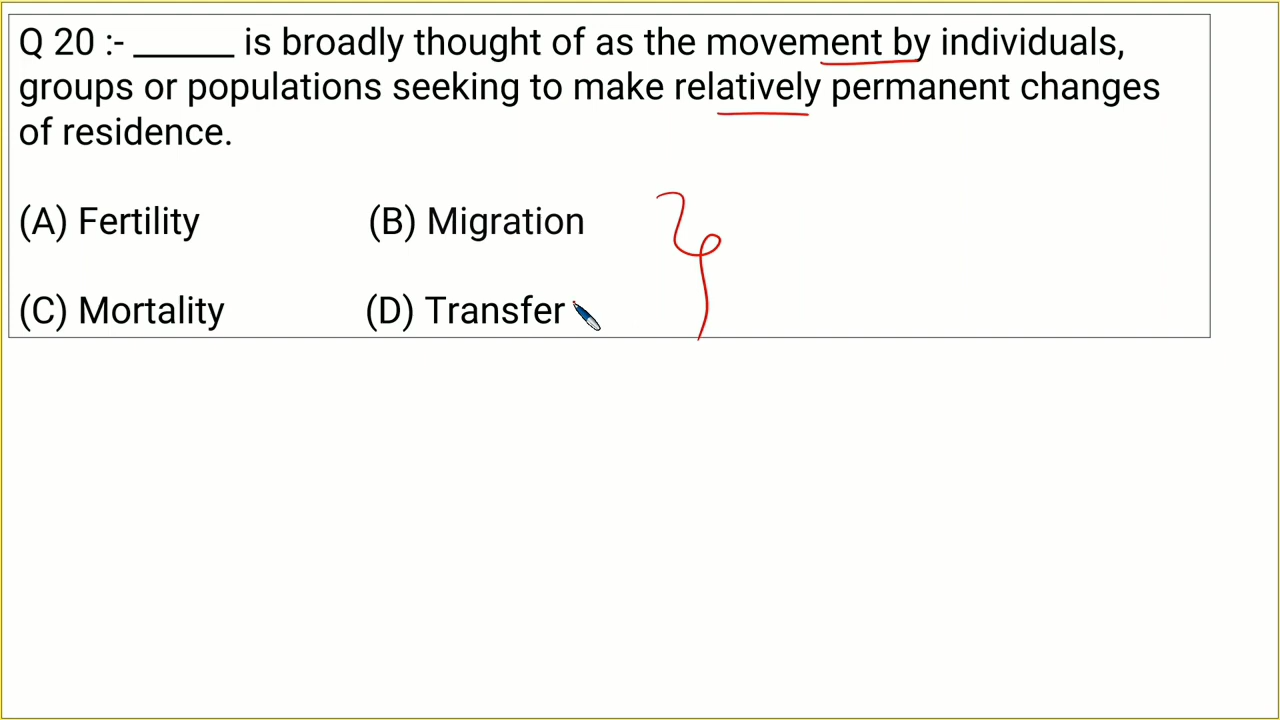 Q 20 :- ______ is broadly thought of as the movement by individuals,
groups or populations seeking to make relatively permanent changes
of residence.
(A) Fertility (B) Migration
(C) Mortality (D) Transfer